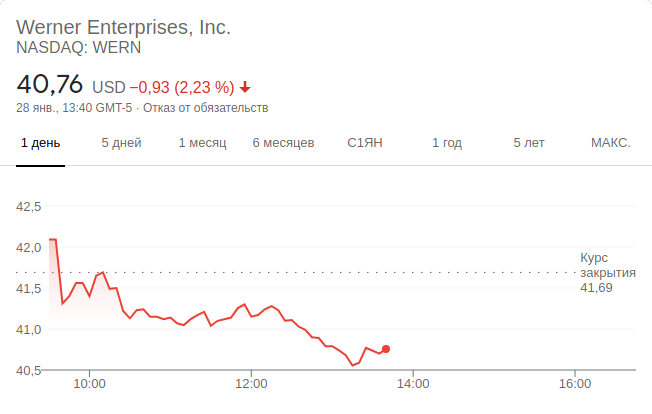 Werner Enterprises, Inc.
NASDAQ: WERN
40,76 USD −0,93 (2,23 %)
28 янв., 13:40 GMT-5 · Отказ от обязательств
1 день 5 дней 1 месяц 6 месяцев С1ЯН 1 год 5 лет МАКС.
42,5
42,0
Курс
закрытия
41,69
41,5
41,0
40,5
10:00 12:00 14:00 16:00